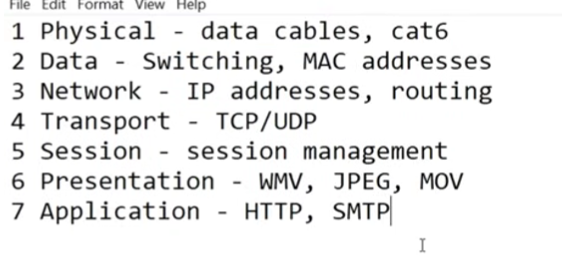 File Edit Format View Help
1 Physical - data cables, cat6
2 Data - Switching, MAC addresses
3 Network - IP addresses, routing
4 Transport - TCP/UDP
5 Session - session management
6 Presentation - WMV, JPEG, MOV
7 Application - HTTP, SMTP